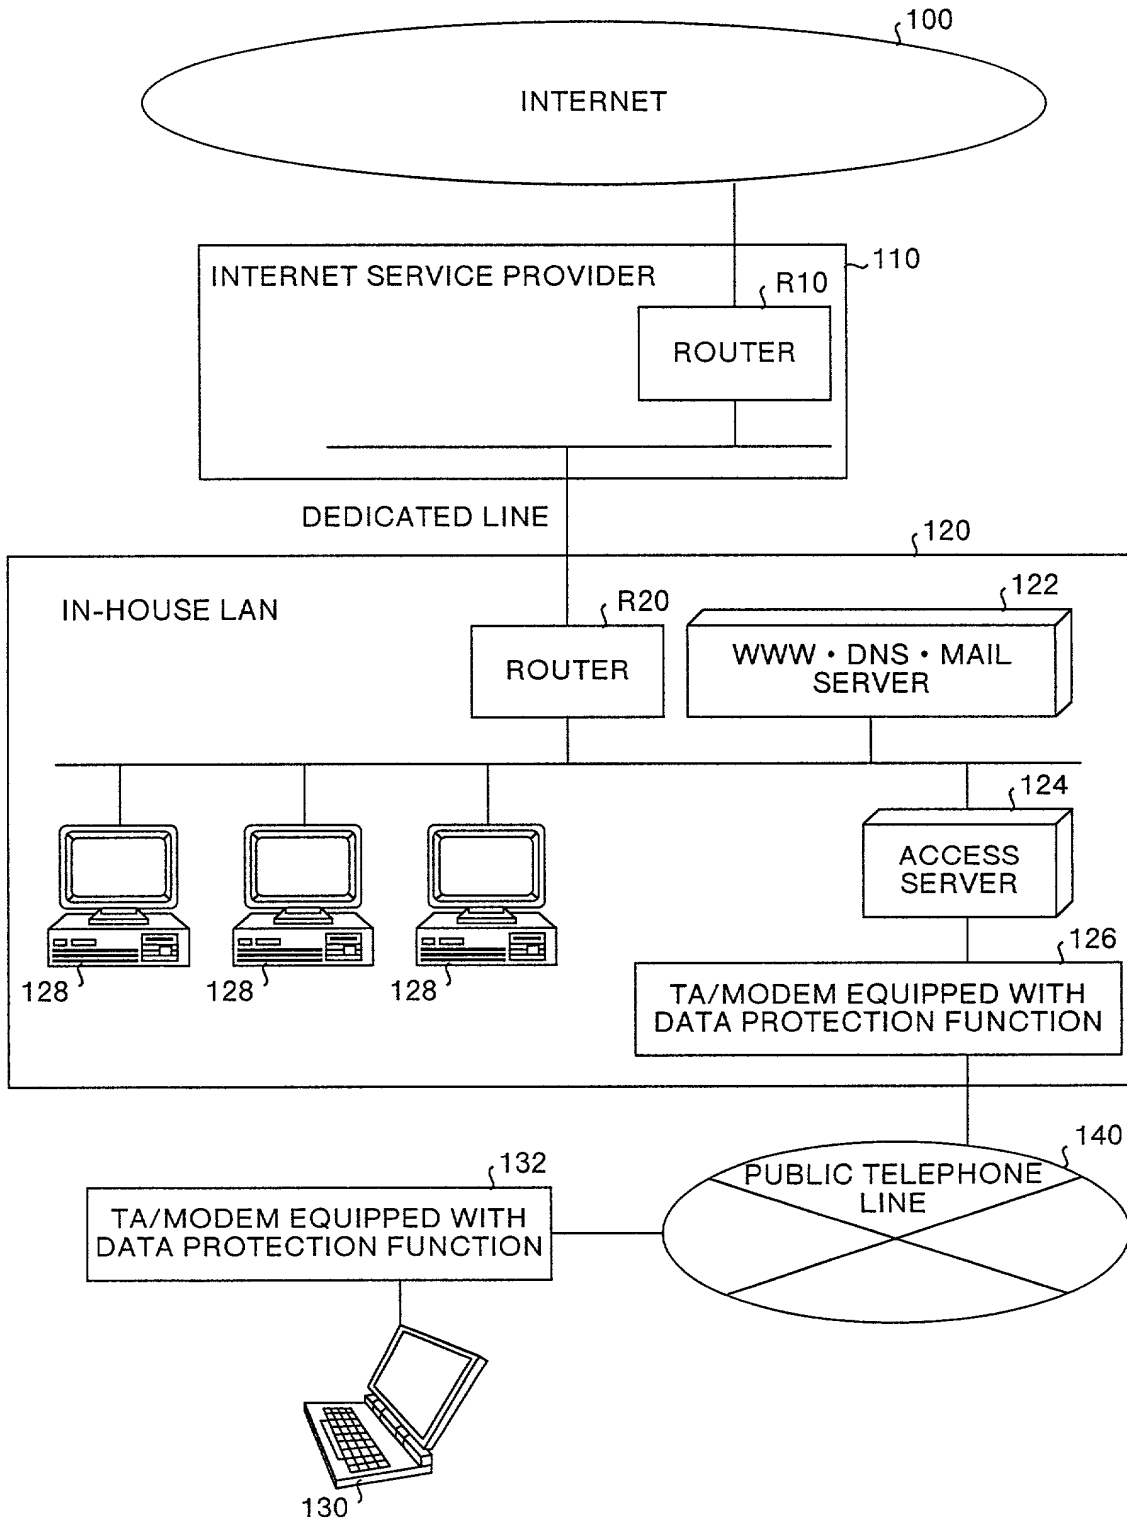 100
INTERNET
INTERNET SERVICE PROVIDER
110
R10
ROUTER
DEDICATED LINE
120
IN-HOUSE LAN
R20
122
ROUTER
WWW・DNS・MAIL
SERVER
124
ACCESS
SERVER
128
128
128
126
TA/MODEM EQUIPPED WITH
DATA PROTECTION FUNCTION
140
PUBLIC TELEPHONE
LINE
132
TA/MODEM EQUIPPED WITH
DATA PROTECTION FUNCTION
130